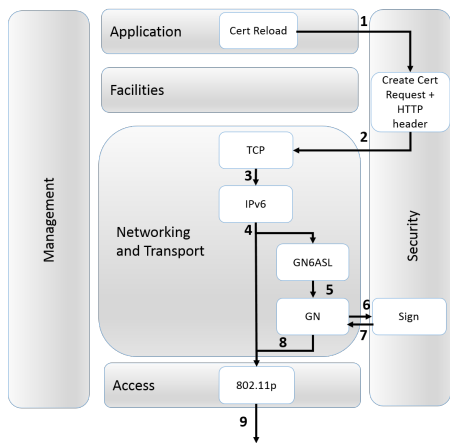 Application
Cert Reload
1
Facilities
Create Cert
Request +
HTTP
header
2
TCP
3
IPv6
4
Networking
and Transport
GN6ASL
5
GN
6
7
Sign
8
Access
802.11p
9
Management
Security